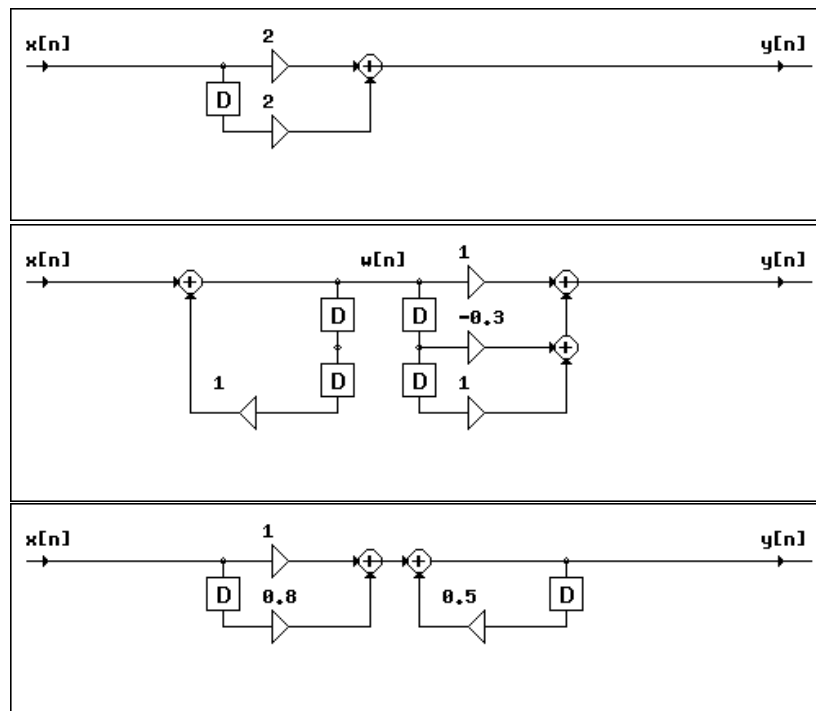 x[n] 2 y[n]
D 2
x[n] w[n] 1 y[n]
D D -0.3
1 D D 1
x[n] 1 y[n]
D 0.8 0.5 D